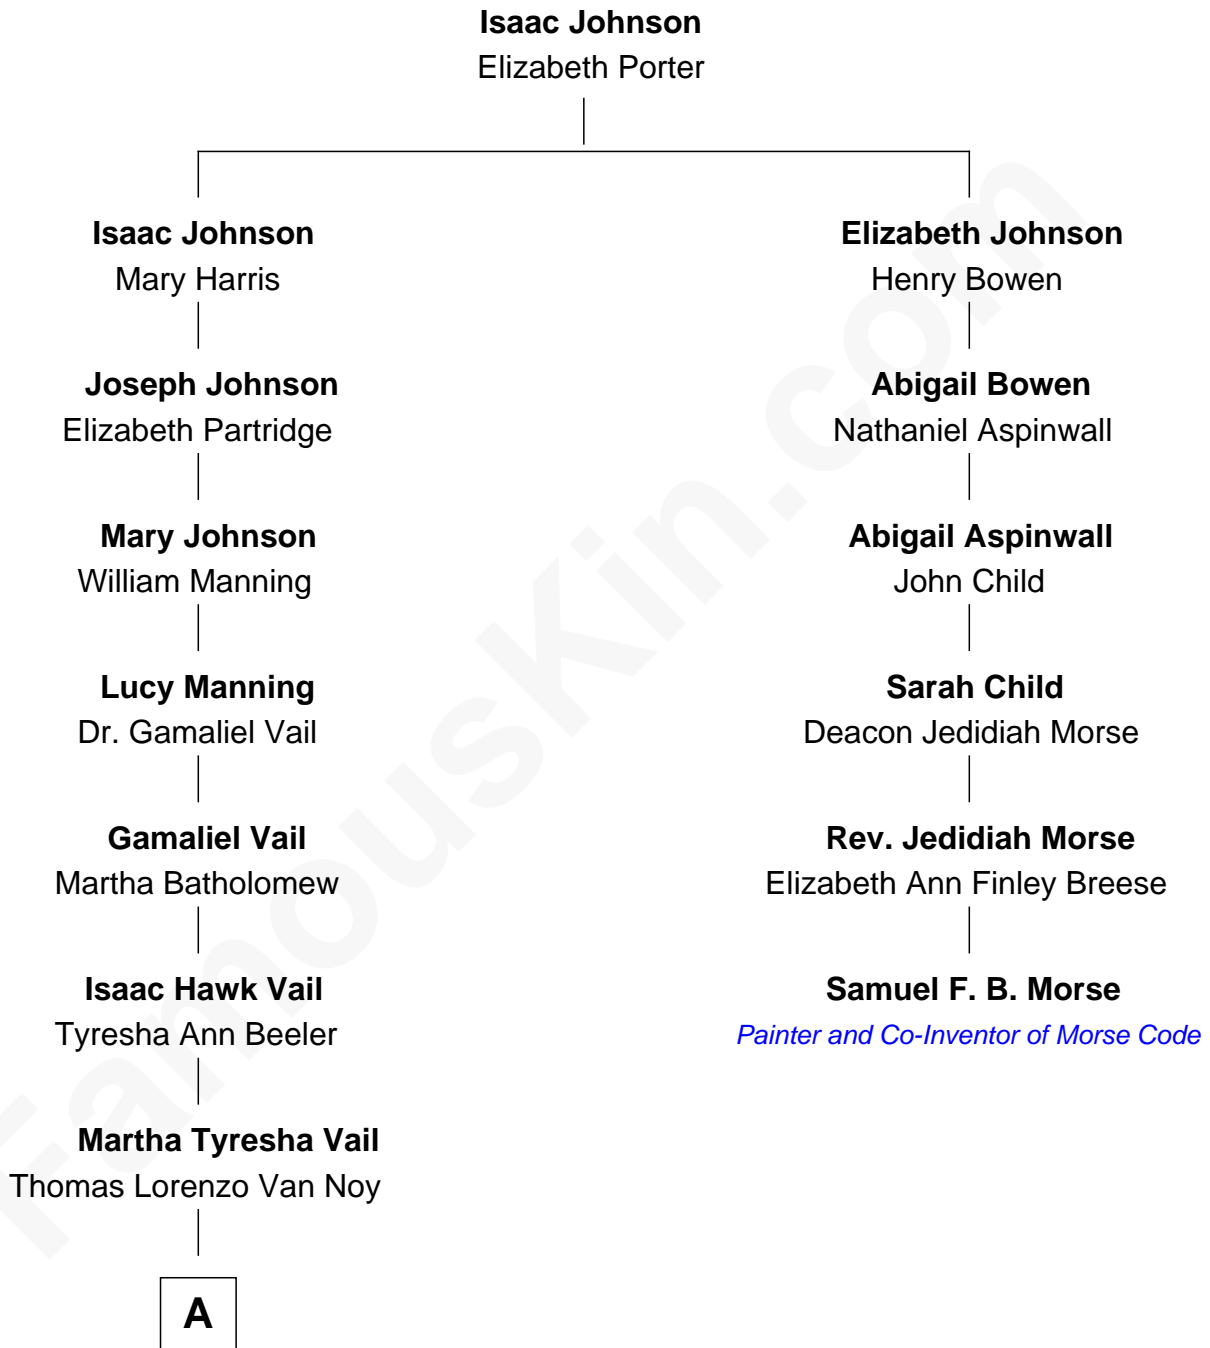 Isaac Johnson
Elizabeth Porter
Isaac Johnson
Mary Harris
Elizabeth Johnson
Henry Bowen
Joseph Johnson
Elizabeth Partridge
Abigail Bowen
Nathaniel Aspinwall
Mary Johnson
William Manning
Abigail Aspinwall
John Child
Lucy Manning
Dr. Gamaliel Vail
Sarah Child
Deacon Jedidiah Morse
Gamaliel Vail
Martha Batholomew
Rev. Jedidiah Morse
Elizabeth Ann Finley Breese
Isaac Hawk Vail
Tyresha Ann Beeler
Samuel F. B. Morse
Painter and Co-Inventor of Morse Code
Martha Tyresha Vail
Thomas Lorenzo Van Noy
A
FamousKin.com